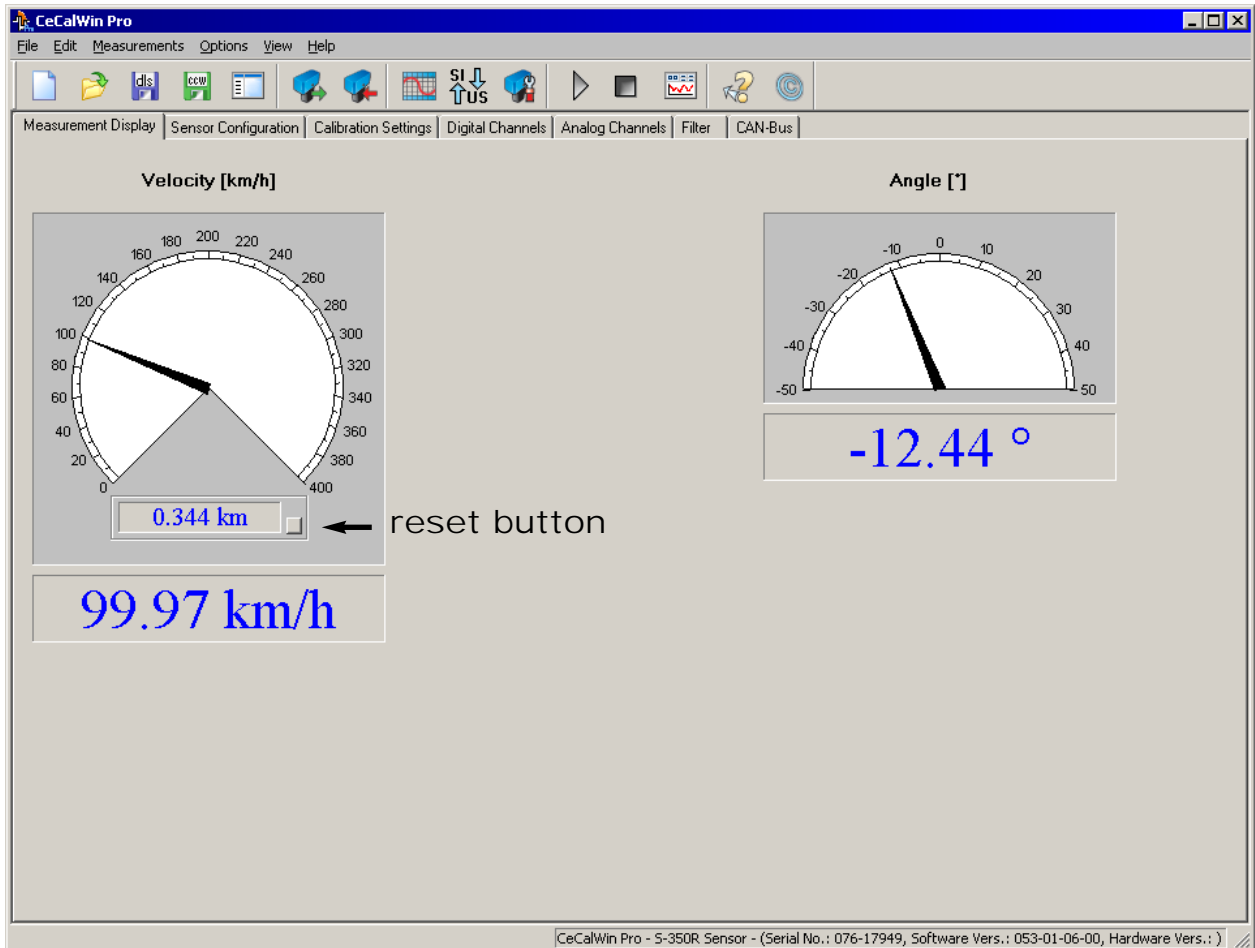 CeCalWin Pro
File Edit Measurements Options View Help
dls
ccw
SI
US
Measurement Display Sensor Configuration Calibration Settings Digital Channels Analog Channels Filter CAN-Bus
Velocity [km/h]
0 20 40 60 80 100 120 140 160 180 200 220 240 260 280 300 320 340 360 380 400
0.344 km
reset button
99.97 km/h
Angle [°]
-50 -40 -30 -20 -10 0 10 20 30 40 50
-12.44 °
CeCalWin Pro - S-350R Sensor - (Serial No.: 076-17949, Software Vers.: 053-01-06-00, Hardware Vers.: )